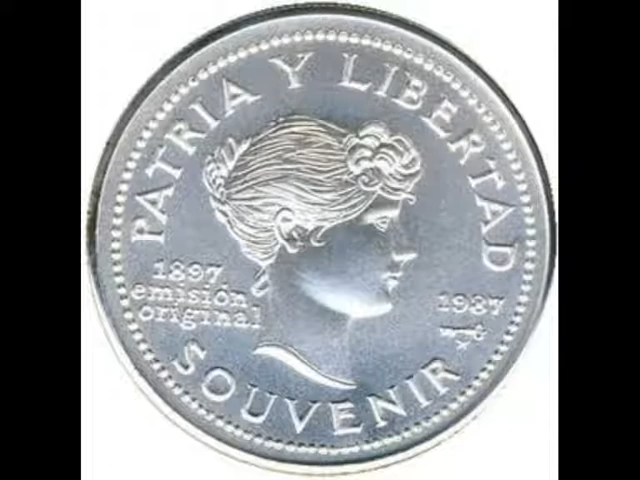 PATRIA Y LIBERTAD
1897
emisión
original
1987
SOUVENIR